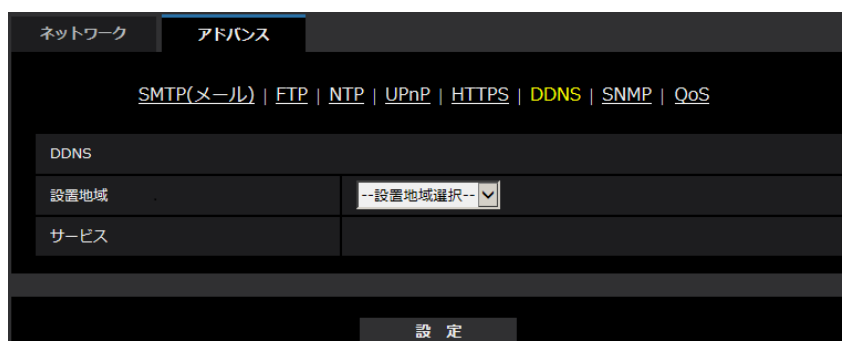 ネットワーク アドバンス
SMTP(メール) | FTP | NTP | UPnP | HTTPS | DDNS | SNMP | QoS
DDNS
設置地域 --設置地域選択--
サービス
設 定